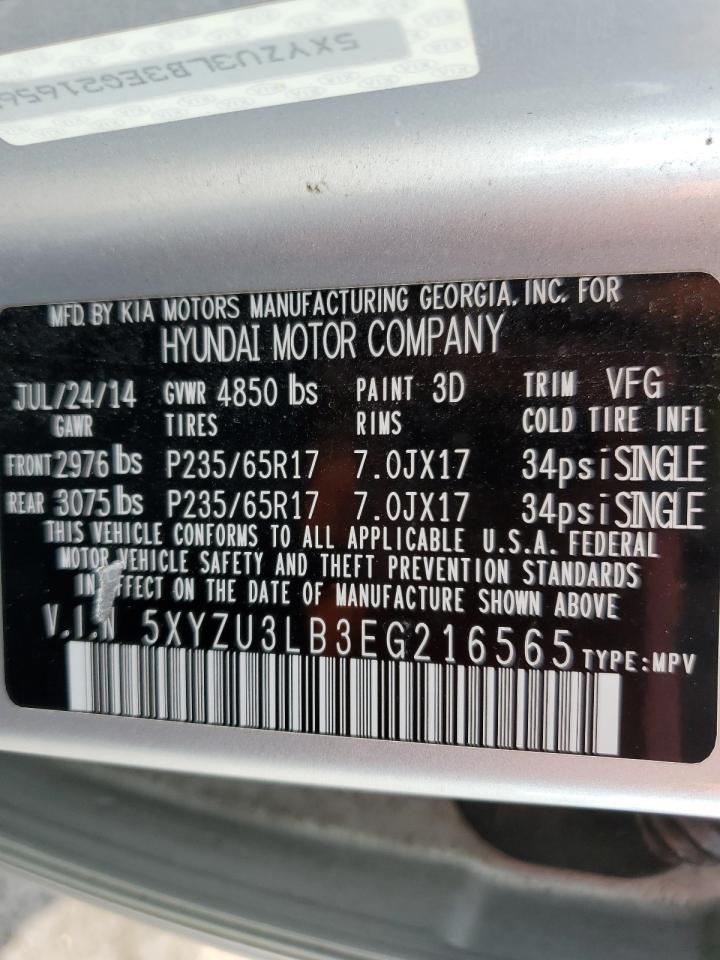 5XYZU3LB3EG21656
MFD. BY KIA MOTORS MANUFACTURING GEORGIA, INC. FOR
HYUNDAI MOTOR COMPANY
JUL/24/14 GVWR 4850 lbs PAINT 3D TRIM VFG
GAWR TIRES RIMS COLD TIRE INFL
FRONT 2976 lbs P235/65R17 7.0JX17 34psi SINGLE
REAR 3075 lbs P235/65R17 7.0JX17 34psi SINGLE
THIS VEHICLE CONFORMS TO ALL APPLICABLE U.S.A. FEDERAL
MOTOR VEHICLE SAFETY AND THEFT PREVENTION STANDARDS
IN EFFECT ON THE DATE OF MANUFACTURE SHOWN ABOVE
V.I.N 5XYZU3LB3EG216565 TYPE:MPV